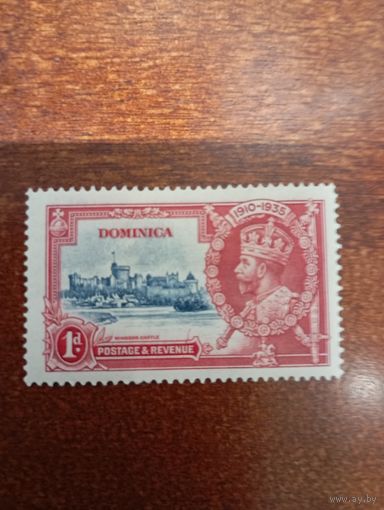 1910-1935
DOMINICA
WINDSOR CASTLE
1d.
POSTAGE & REVENUE
www.ay.by